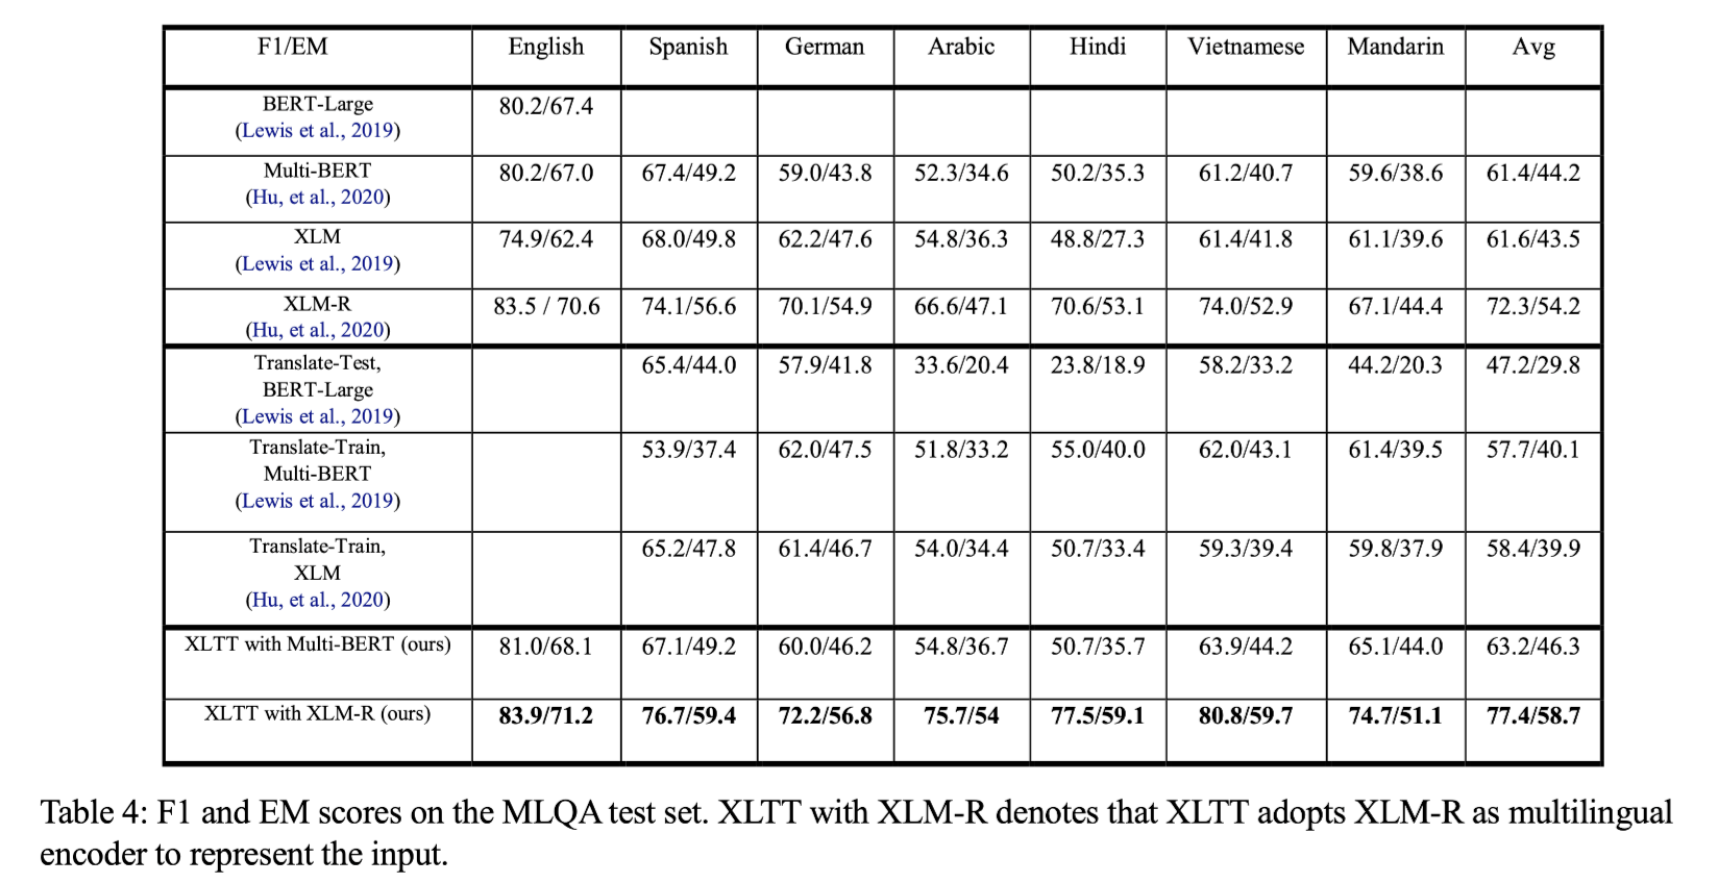 F1/EM English Spanish German Arabic Hindi Vietnamese Mandarin Avg
BERT-Large 80.2/67.4
(Lewis et al., 2019)
Multi-BERT 80.2/67.0 67.4/49.2 59.0/43.8 52.3/34.6 50.2/35.3 61.2/40.7 59.6/38.6 61.4/44.2
(Hu, et al., 2020)
XLM 74.9/62.4 68.0/49.8 62.2/47.6 54.8/36.3 48.8/27.3 61.4/41.8 61.1/39.6 61.6/43.5
(Lewis et al., 2019)
XLM-R 83.5 / 70.6 74.1/56.6 70.1/54.9 66.6/47.1 70.6/53.1 74.0/52.9 67.1/44.4 72.3/54.2
(Hu, et al., 2020)
Translate-Test, 65.4/44.0 57.9/41.8 33.6/20.4 23.8/18.9 58.2/33.2 44.2/20.3 47.2/29.8
BERT-Large
(Lewis et al., 2019)
Translate-Train, 53.9/37.4 62.0/47.5 51.8/33.2 55.0/40.0 62.0/43.1 61.4/39.5 57.7/40.1
Multi-BERT
(Lewis et al., 2019)
Translate-Train, 65.2/47.8 61.4/46.7 54.0/34.4 50.7/33.4 59.3/39.4 59.8/37.9 58.4/39.9
XLM
(Hu, et al., 2020)
XLTT with Multi-BERT (ours) 81.0/68.1 67.1/49.2 60.0/46.2 54.8/36.7 50.7/35.7 63.9/44.2 65.1/44.0 63.2/46.3
XLTT with XLM-R (ours) 83.9/71.2 76.7/59.4 72.2/56.8 75.7/54 77.5/59.1 80.8/59.7 74.7/51.1 77.4/58.7
Table 4: F1 and EM scores on the MLQA test set. XLTT with XLM-R denotes that XLTT adopts XLM-R as multilingual
encoder to represent the input.